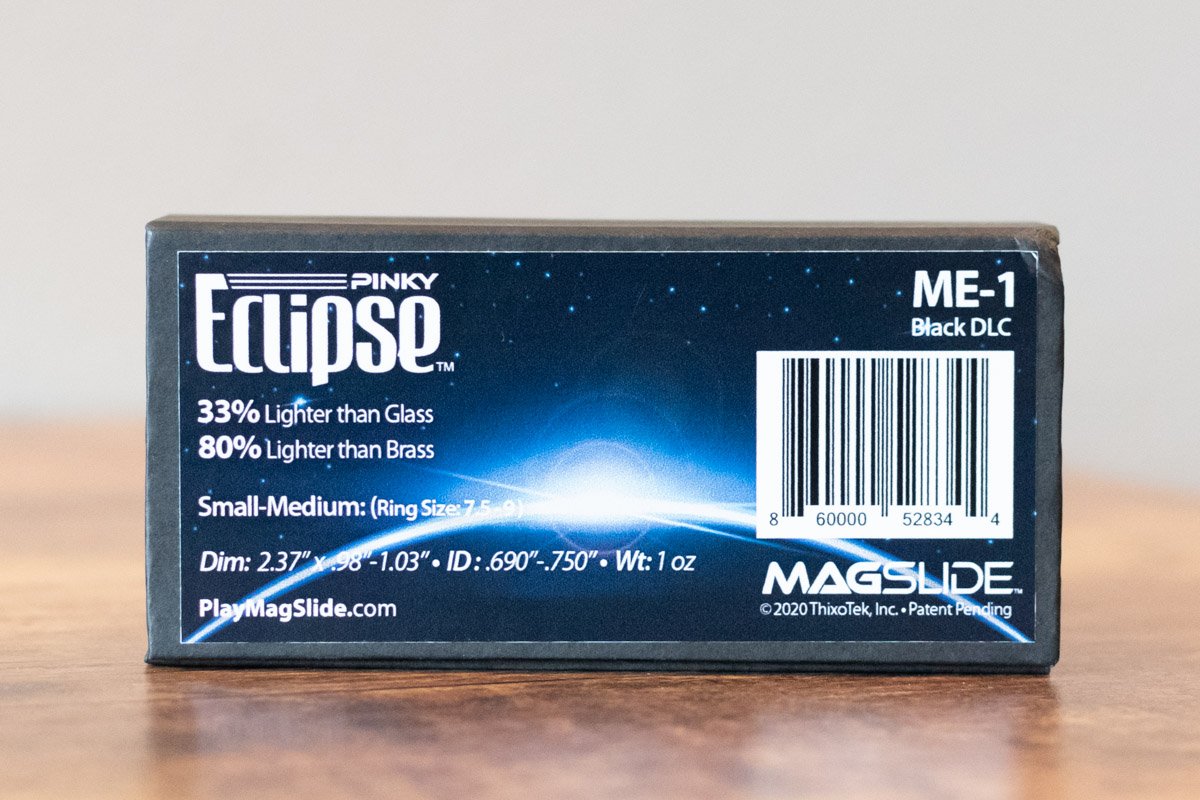 PINKY
Eclipse™
33% Lighter than Glass
80% Lighter than Brass
Small-Medium: (Ring Size: 7.5 - 9)
Dim: 2.37” x .98”-1.03” • ID : .690”-.750” • Wt: 1 oz
PlayMagSlide.com
ME-1
Black DLC
8 60000 52834 4
MAGSLIDE™
© 2020 ThixoTek, Inc. • Patent Pending